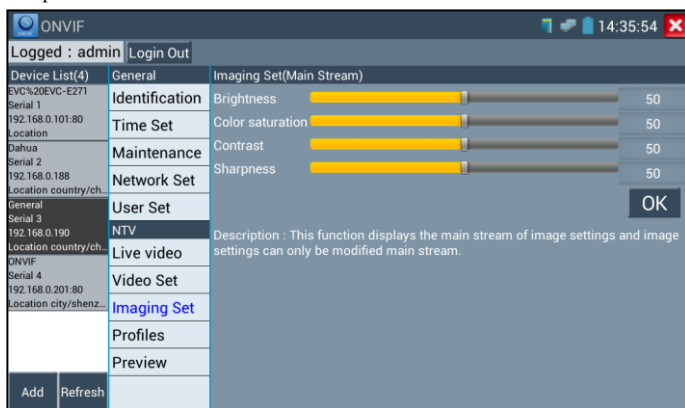 ONVIF
ONVIF
14:35:54
Logged : admin
Login Out
Device List(4)
EVC%20EVC-E271
Serial 1
192.168.0.101:80
Location
Dahua
Serial 2
192.168.0.188
Location country/ch...
General
Serial 3
192.168.0.190
Location country/ch...
ONVIF
Serial 4
192.168.0.201:80
Location city/shenz...
Add
Refresh
General
Identification
Time Set
Maintenance
Network Set
User Set
NTV
Live video
Video Set
Imaging Set
Profiles
Preview
Imaging Set(Main Stream)
Brightness 50
Color saturation 50
Contrast 50
Sharpness 50
OK
Description : This function displays the main stream of image settings and image
settings can only be modified main stream.